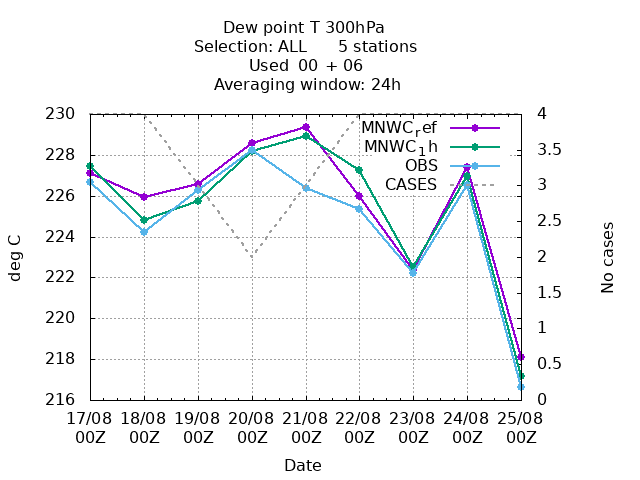 Dew point T 300hPa
Selection: ALL      5 stations
Used  00 + 06
Averaging window: 24h
230
228
226
224
222
220
218
216
4
3.5
3
2.5
2
1.5
1
0.5
0
deg C
No cases
MNWC_ref
MNWC_1h
OBS
CASES
17/08 18/08 19/08 20/08 21/08 22/08 23/08 24/08 25/08
00Z 00Z 00Z 00Z 00Z 00Z 00Z 00Z 00Z
Date